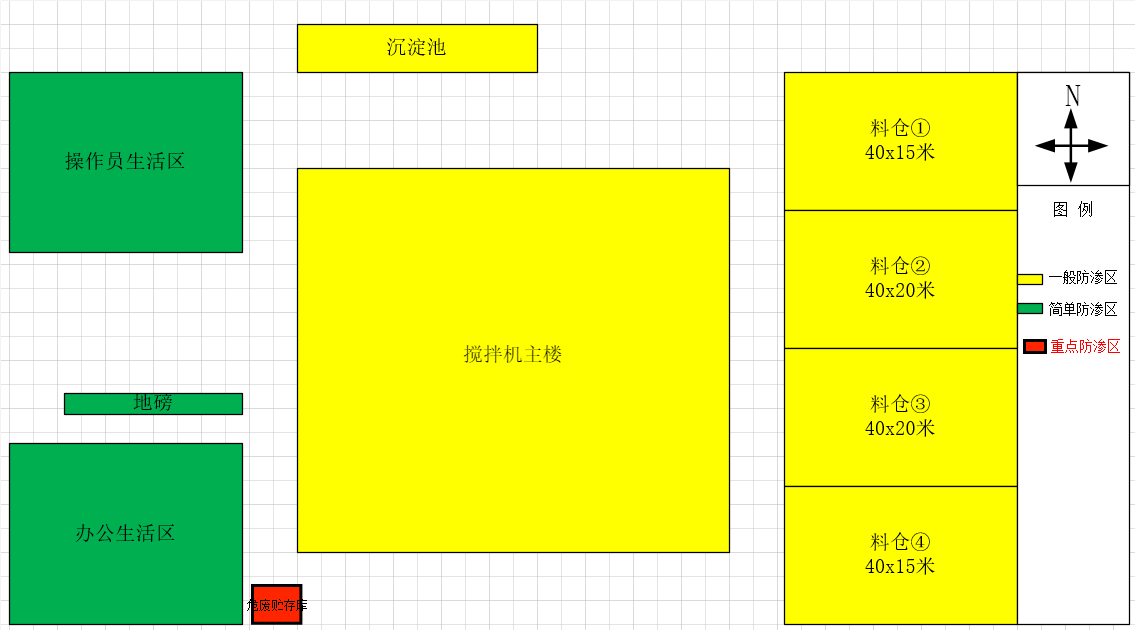 沉淀池
操作员生活区
料仓①
40x15米
N
图 例
料仓②
40x20米
一般防渗区
简单防渗区
重点防渗区
搅拌机主楼
地磅
料仓③
40x20米
办公生活区
料仓④
40x15米
危废贮存库